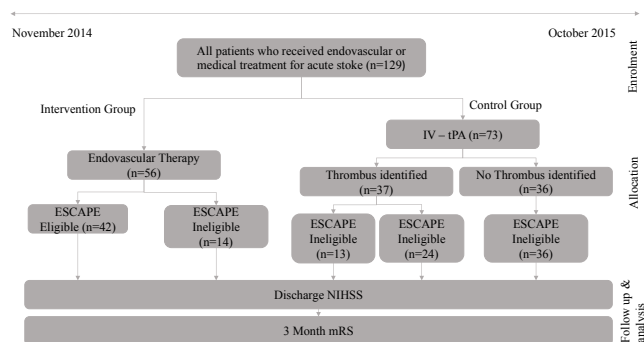 November 2014
October 2015
All patients who received endovascular or
medical treatment for acute stoke (n=129)
Enrolment
Intervention Group
Control Group
IV – tPA (n=73)
Endovascular Therapy
(n=56)
Thrombus identified
(n=37)
No Thrombus identified
(n=36)
Allocation
ESCAPE
Eligible (n=42)
ESCAPE
Ineligible
(n=14)
ESCAPE
Ineligible
(n=13)
ESCAPE
Ineligible
(n=24)
ESCAPE
Ineligible
(n=36)
Discharge NIHSS
3 Month mRS
Follow up &
analysis